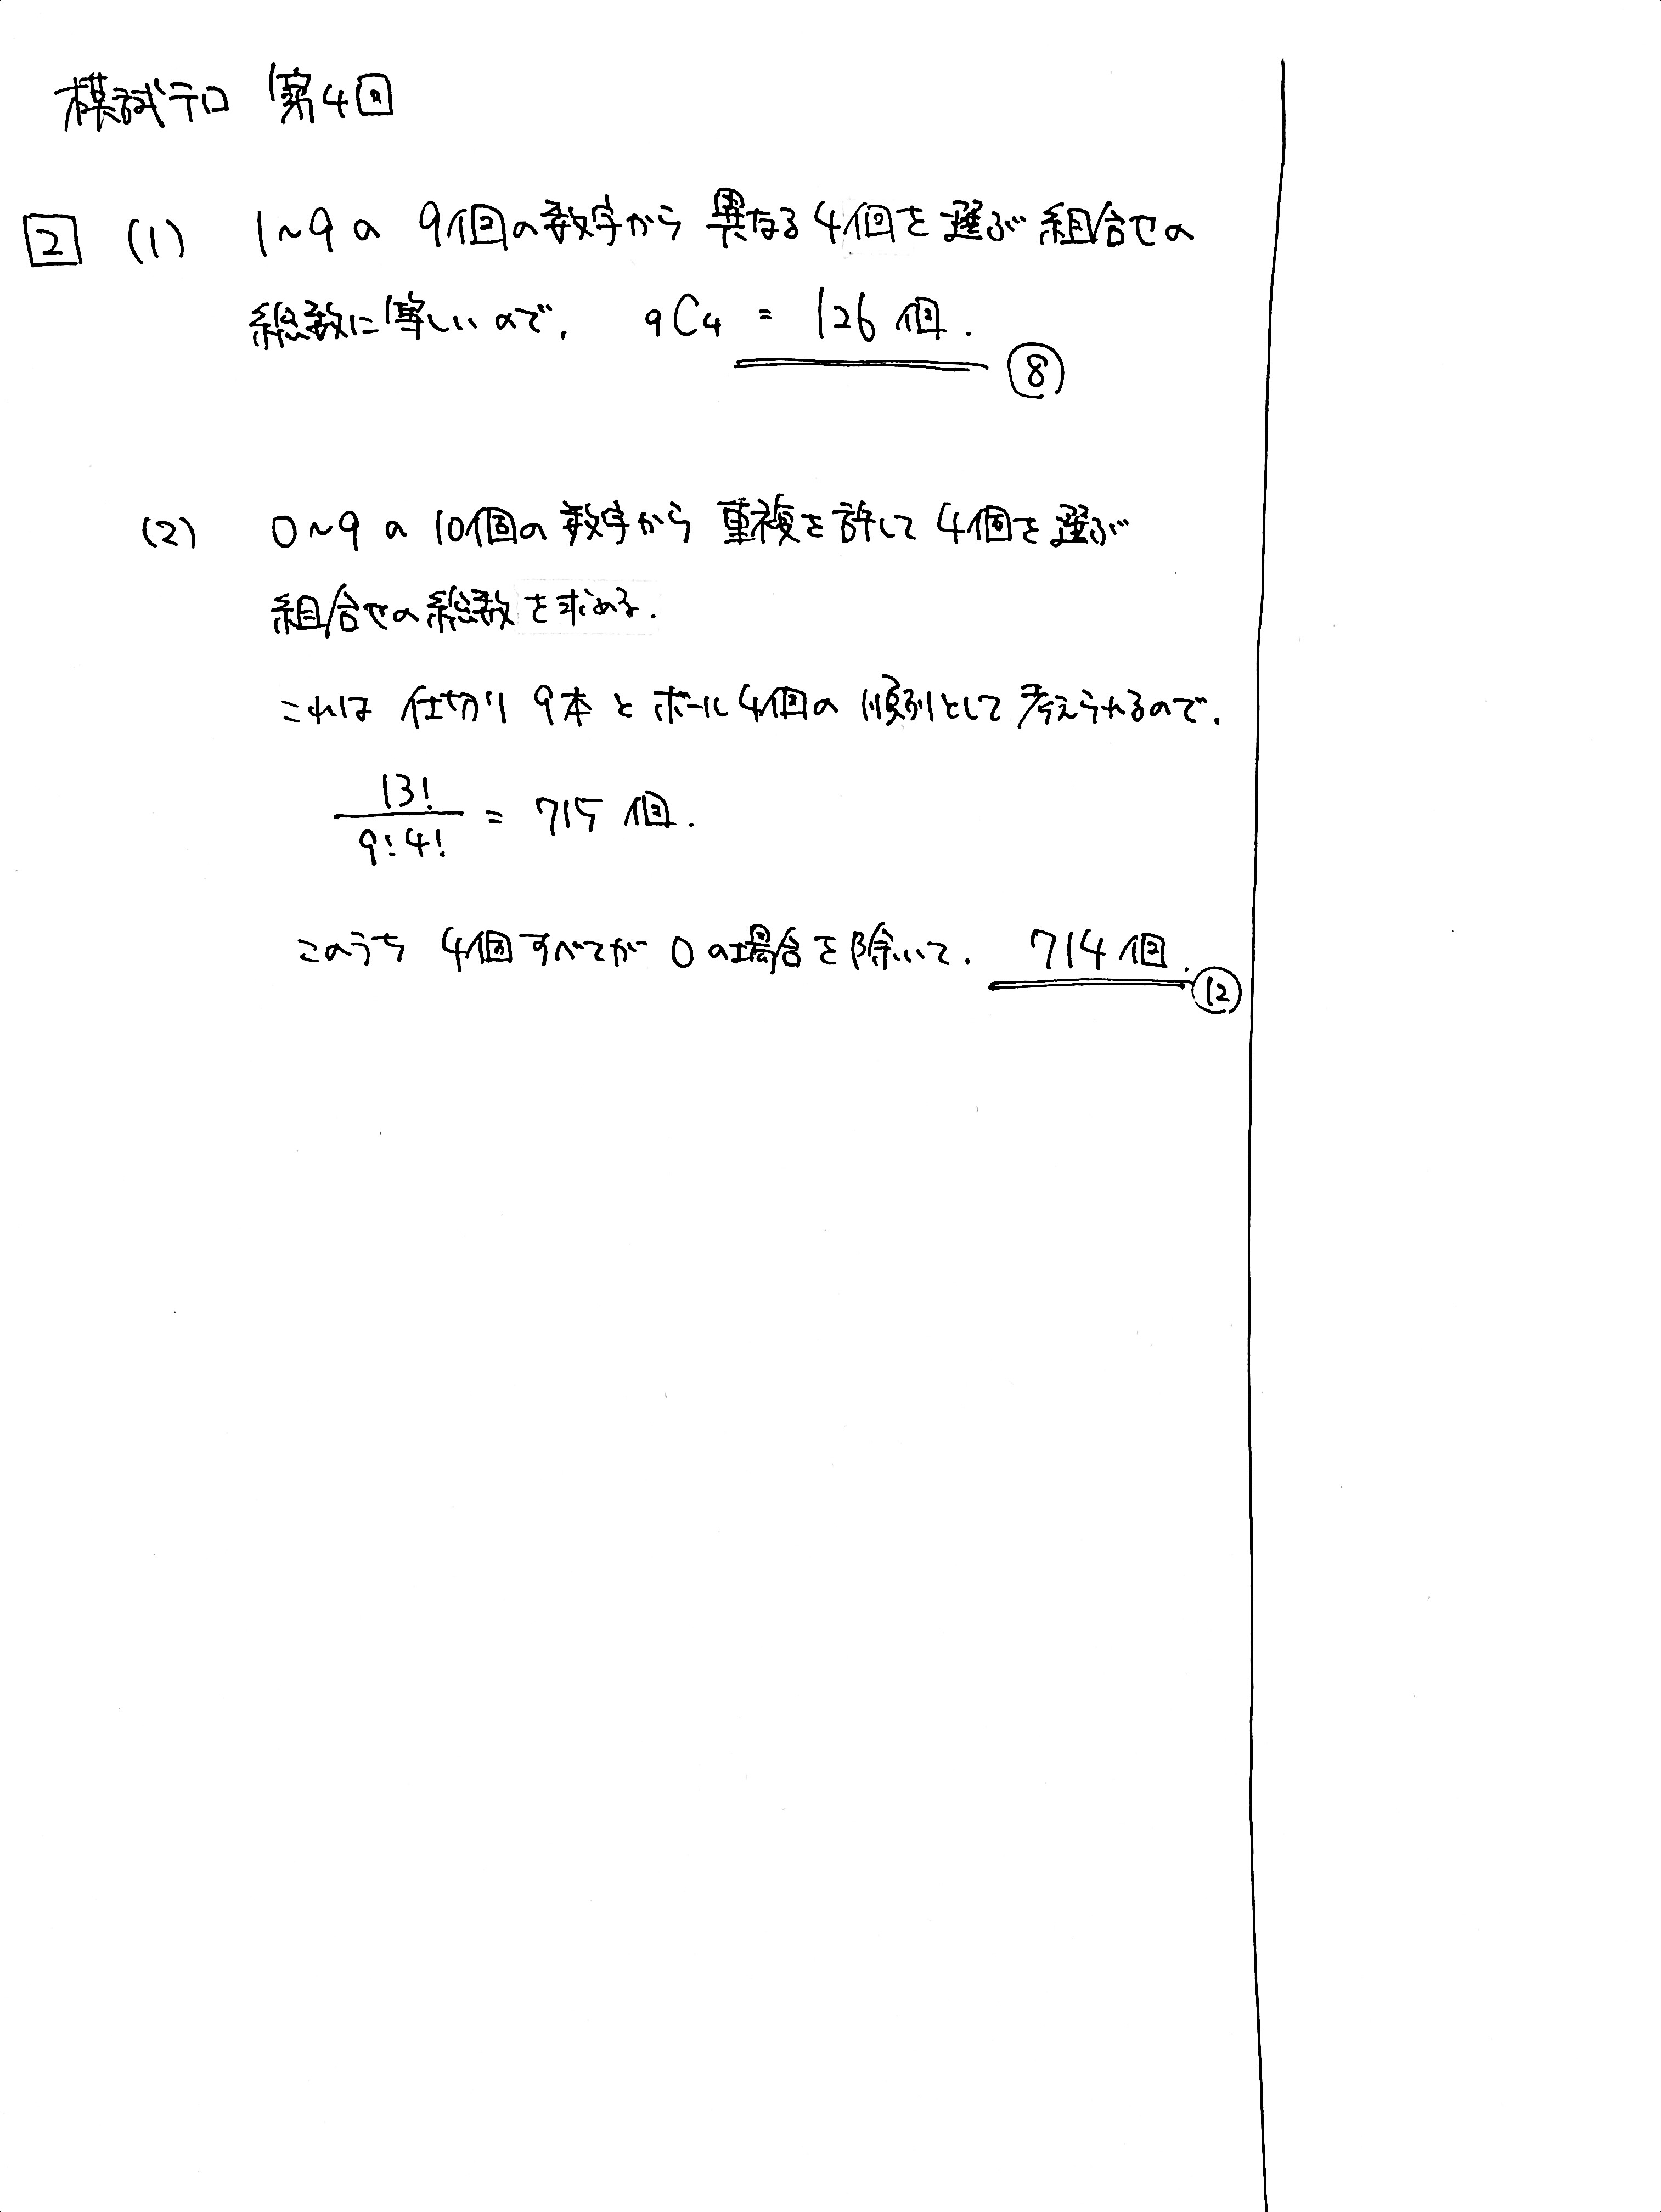 模試テロ 第4回
2 (1) 1~9の 9個の数字から 異なる4個を選ぶ 組合せの
総数に等しいので, 9C4 = 126個.
⑧
(2) 0~9の10個の数字から 重複を許して4個を選ぶ
組合せの総数を求める.
これは 仕切り9本とボール4個の順列として考えられるので,
13!/9!4! = 715個.
このうち 4個すべてが0の場合を除いて, 714個.
⑫